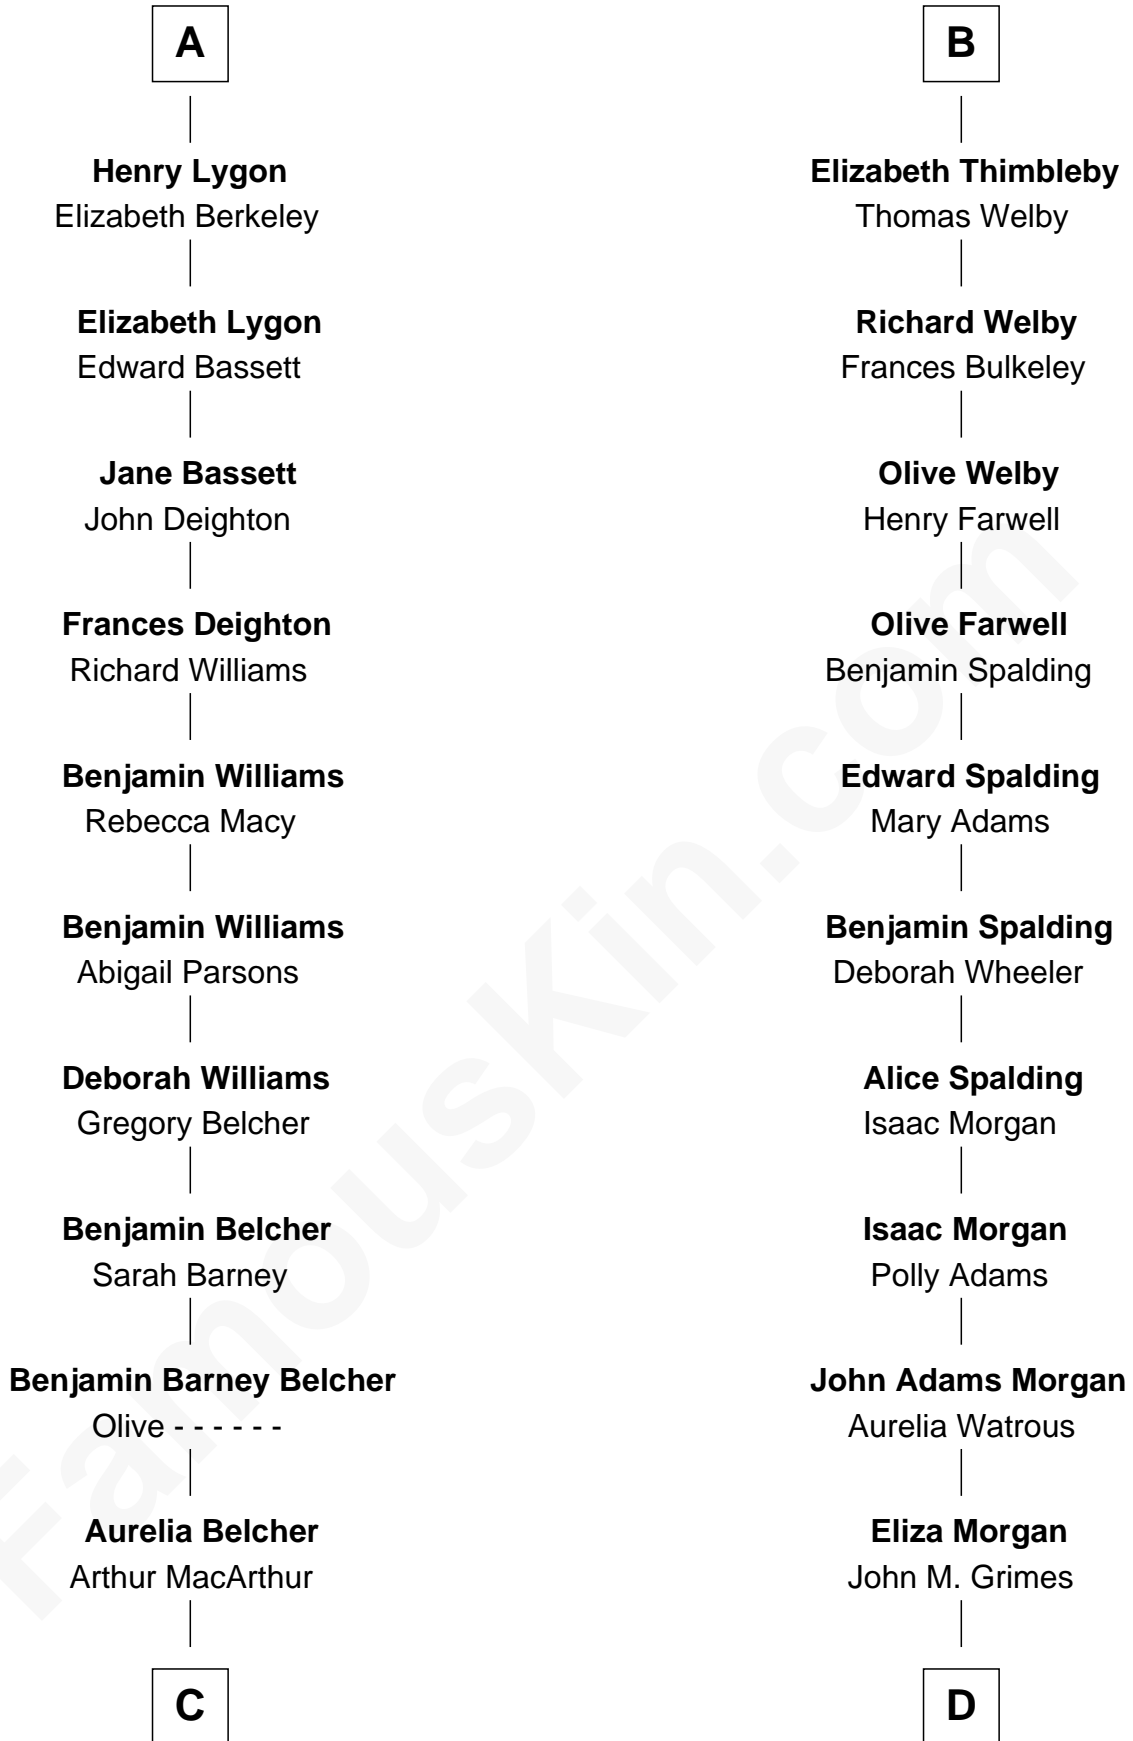 A
Henry Lygon
Elizabeth Berkeley
Elizabeth Lygon
Edward Bassett
Jane Bassett
John Deighton
Frances Deighton
Richard Williams
Benjamin Williams
Rebecca Macy
Benjamin Williams
Abigail Parsons
Deborah Williams
Gregory Belcher
Benjamin Belcher
Sarah Barney
Benjamin Barney Belcher
Olive - - - - - -
Aurelia Belcher
Arthur MacArthur
C
B
Elizabeth Thimbleby
Thomas Welby
Richard Welby
Frances Bulkeley
Olive Welby
Henry Farwell
Olive Farwell
Benjamin Spalding
Edward Spalding
Mary Adams
Benjamin Spalding
Deborah Wheeler
Alice Spalding
Isaac Morgan
Isaac Morgan
Polly Adams
John Adams Morgan
Aurelia Watrous
Eliza Morgan
John M. Grimes
D
FamousKin.com